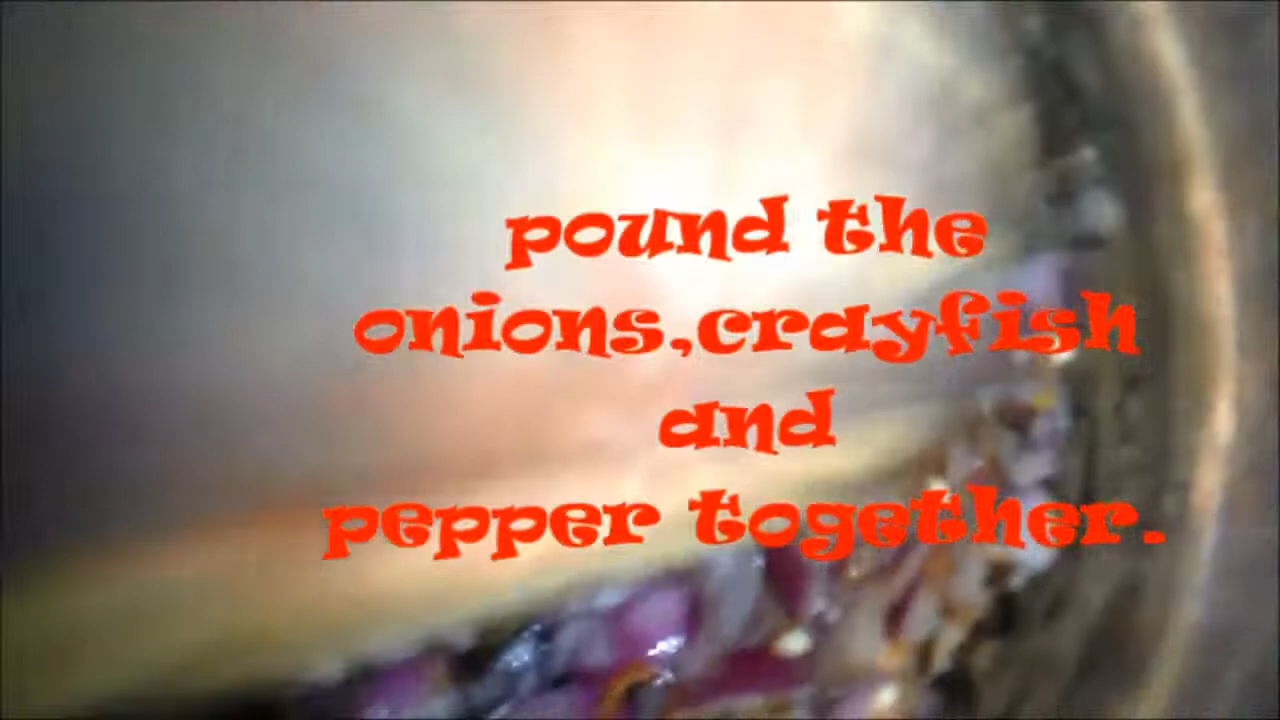 pound the
onions,crayfish
and
pepper together.